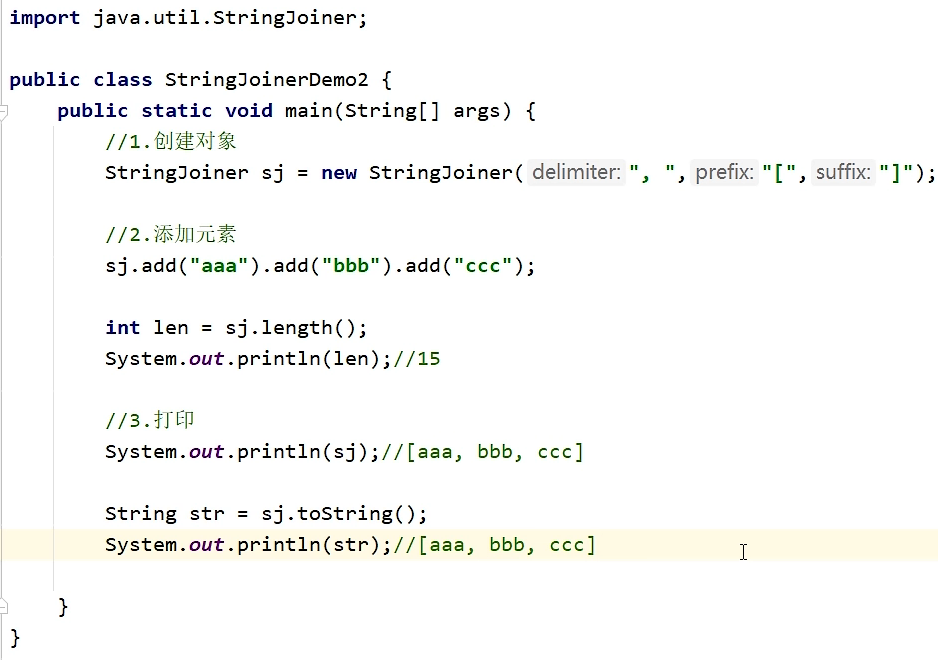 import java.util.StringJoiner;
public class StringJoinerDemo2 {
public static void main(String[] args) {
//1.创建对象
StringJoiner sj = new StringJoiner( delimiter: ", ", prefix: "[", suffix: "]");
//2.添加元素
sj.add("aaa").add("bbb").add("ccc");
int len = sj.length();
System.out.println(len);//15
//3.打印
System.out.println(sj);//[aaa, bbb, ccc]
String str = sj.toString();
System.out.println(str);//[aaa, bbb, ccc]
}
}